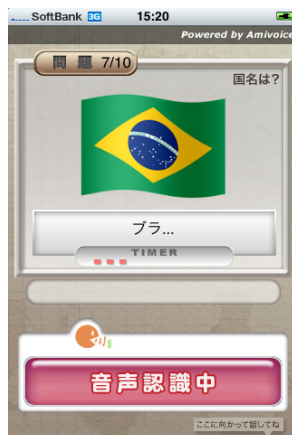 SoftBank 3G 15:20
Powered by Amivoice
問題 7/10
国名は?
ブラ...
TIMER
音声認識中
ここに向かって話してね